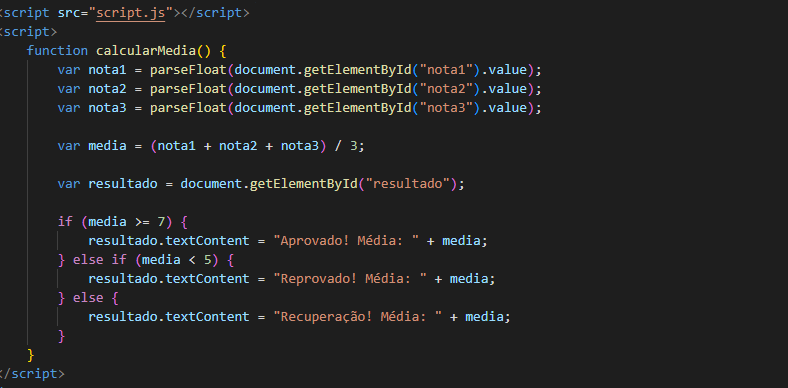 <script src="script.js"></script>
<script>
function calcularMedia() {
var nota1 = parseFloat(document.getElementById("nota1").value);
var nota2 = parseFloat(document.getElementById("nota2").value);
var nota3 = parseFloat(document.getElementById("nota3").value);
var media = (nota1 + nota2 + nota3) / 3;
var resultado = document.getElementById("resultado");
if (media >= 7) {
resultado.textContent = "Aprovado! Média: " + media;
} else if (media < 5) {
resultado.textContent = "Reprovado! Média: " + media;
} else {
resultado.textContent = "Recuperação! Média: " + media;
}
}
</script>